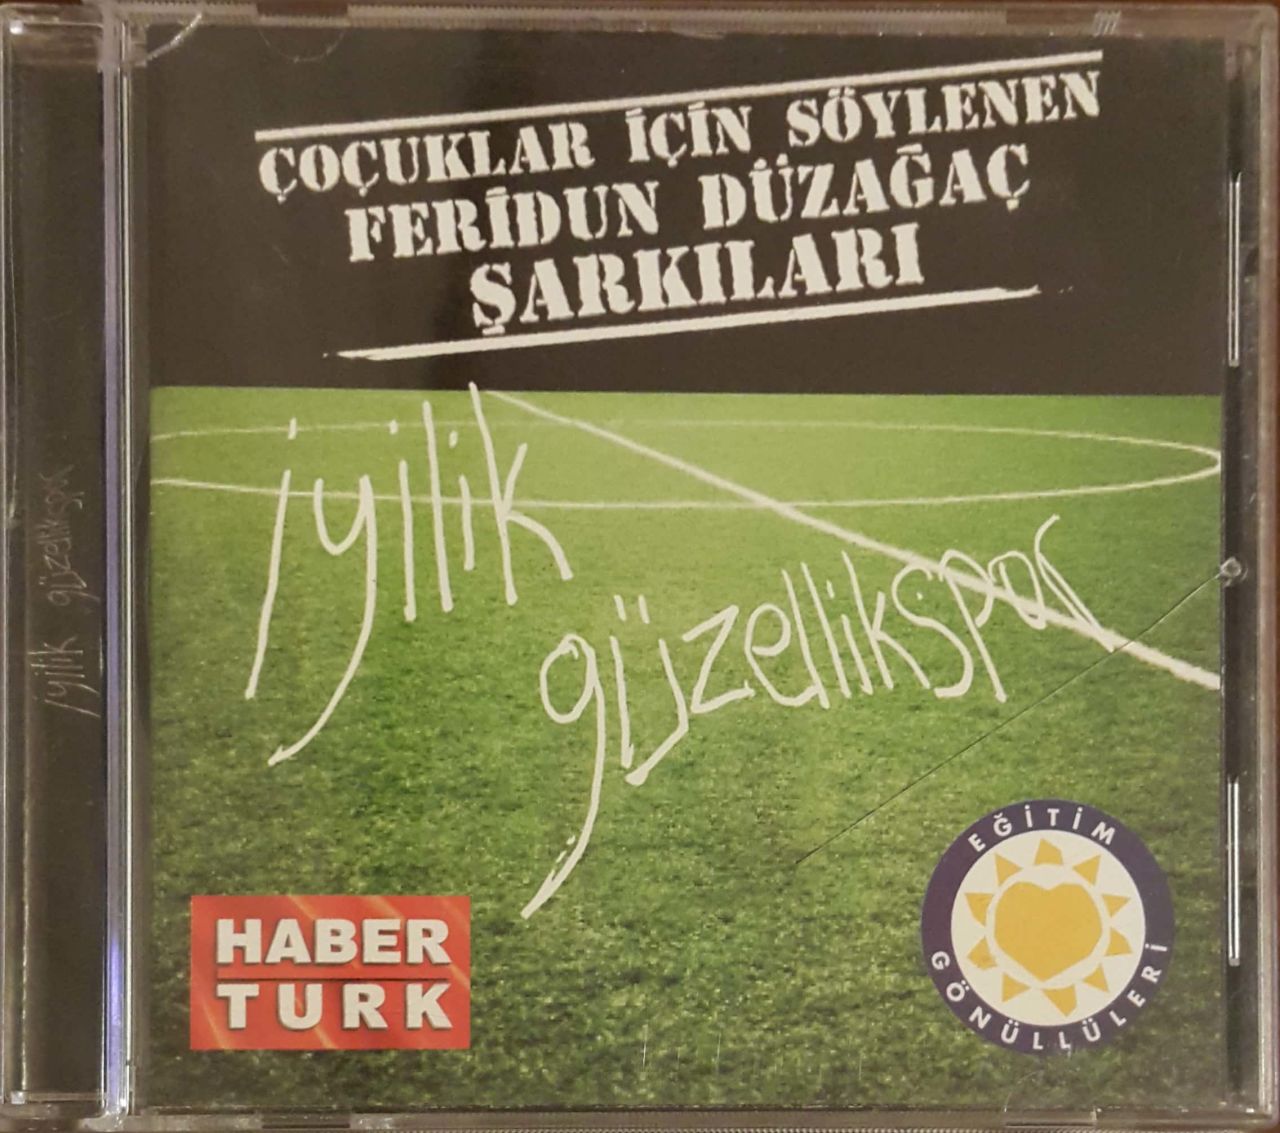 ÇOÇUKLAR İÇİN SÖYLENEN
FERİDUN DÜZAĞAÇ
ŞARKILARI
iyilik
güzellikspor
iyilik güzellikspor
HABER
TURK
EĞİTİM
GÖNÜLLÜLERİ